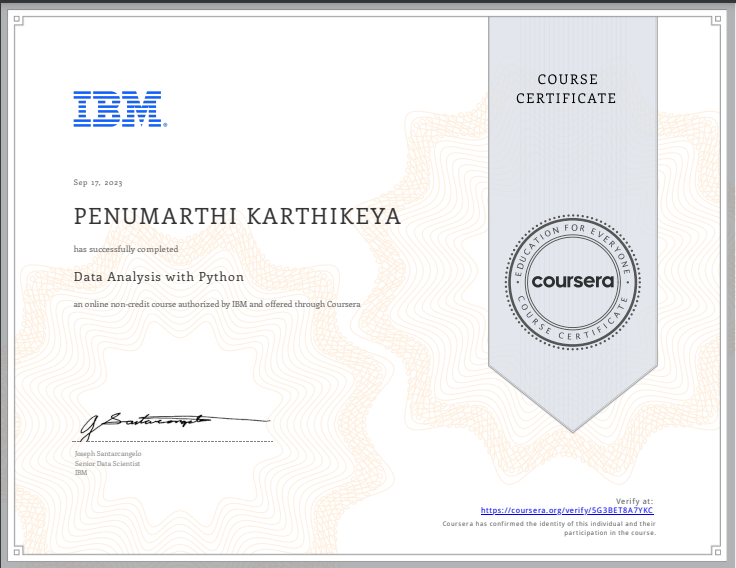 COURSE
CERTIFICATE
IBM®
Sep 17, 2023
PENUMARTHI KARTHIKEYA
has successfully completed
Data Analysis with Python
an online non-credit course authorized by IBM and offered through Coursera
EDUCATION FOR EVERYONE
coursera
COURSE CERTIFICATE
J Santarcangelo
Joseph Santarcangelo
Senior Data Scientist
IBM
Verify at:
https://coursera.org/verify/5G3BET8A7YKC
Coursera has confirmed the identity of this individual and their
participation in the course.